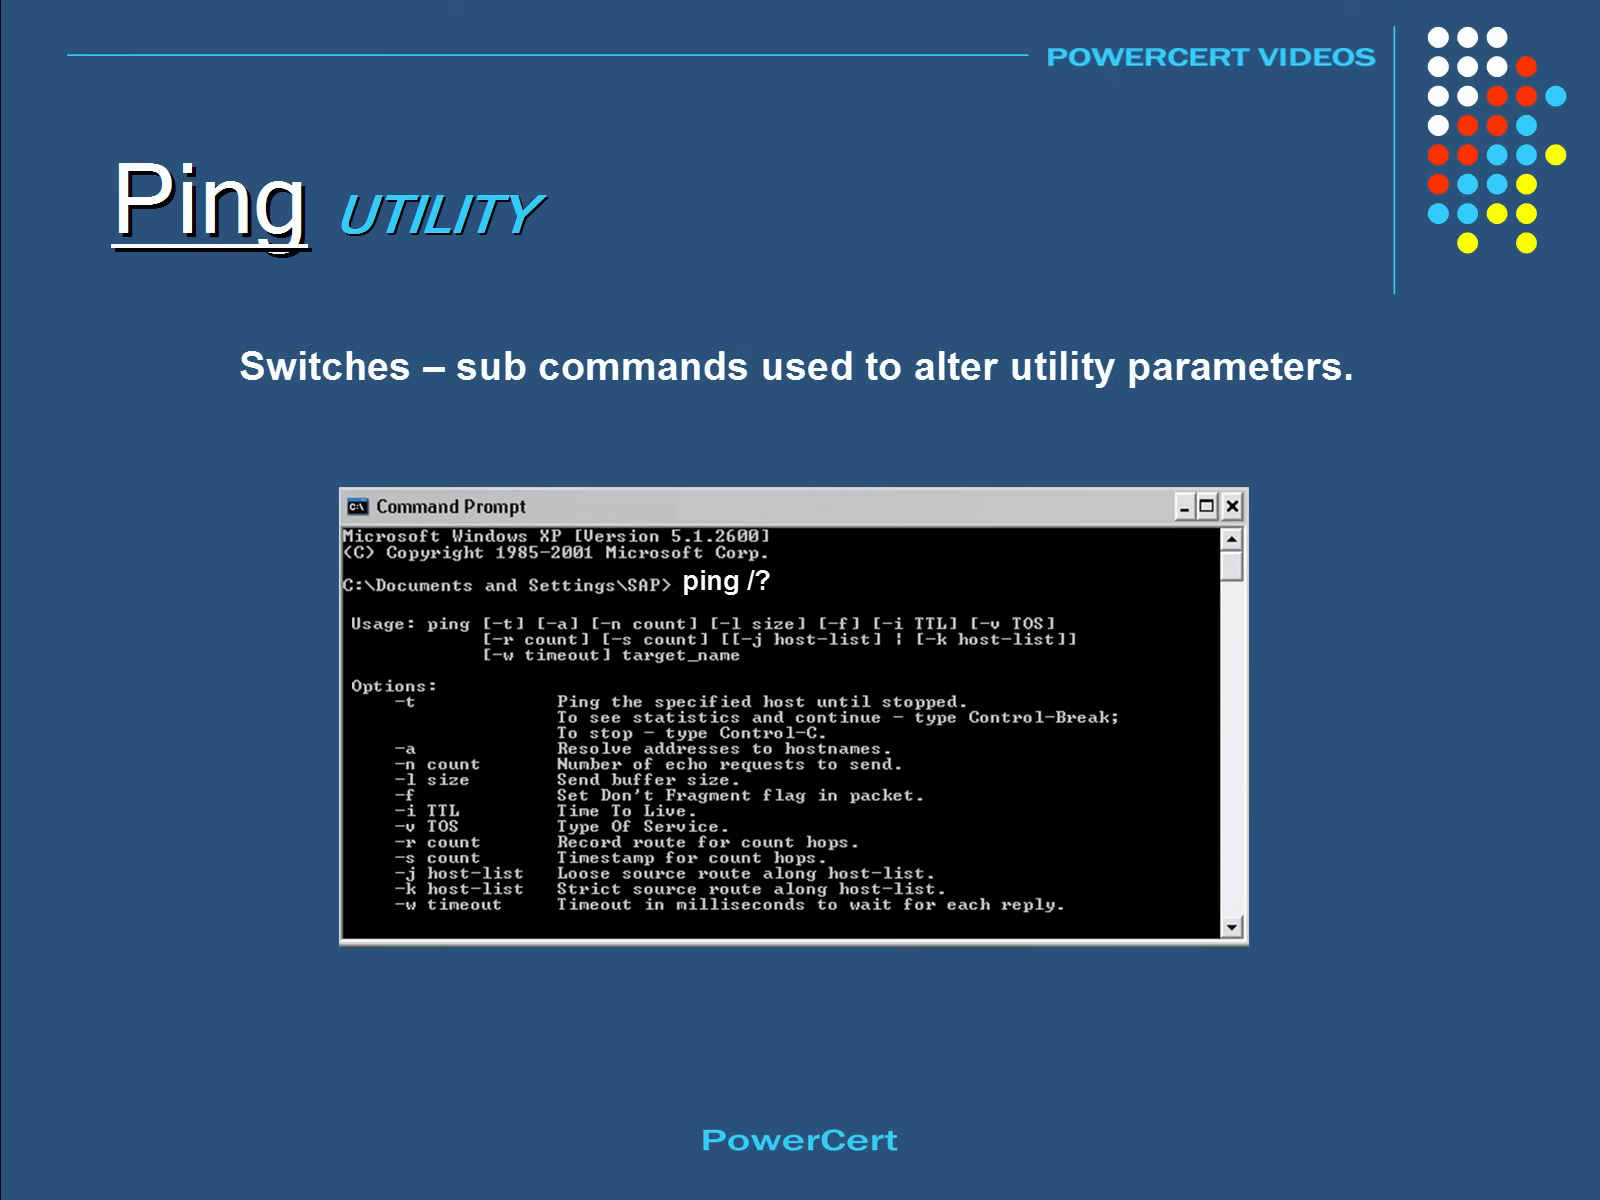 POWERCERT VIDEOS
Ping UTILITY
Switches – sub commands used to alter utility parameters.
Command Prompt
Microsoft Windows XP [Version 5.1.2600]
(C) Copyright 1985-2001 Microsoft Corp.
C:\Documents and Settings\SAP> ping /?
Usage: ping [-t] [-a] [-n count] [-l size] [-f] [-i TTL] [-v TOS]
[-r count] [-s count] [[-j host-list] | [-k host-list]]
[-w timeout] target_name
Options:
-t Ping the specified host until stopped.
To see statistics and continue - type Control-Break;
To stop - type Control-C.
-a Resolve addresses to hostnames.
-n count Number of echo requests to send.
-l size Send buffer size.
-f Set Don't Fragment flag in packet.
-i TTL Time To Live.
-v TOS Type Of Service.
-r count Record route for count hops.
-s count Timestamp for count hops.
-j host-list Loose source route along host-list.
-k host-list Strict source route along host-list.
-w timeout Timeout in milliseconds to wait for each reply.
PowerCert